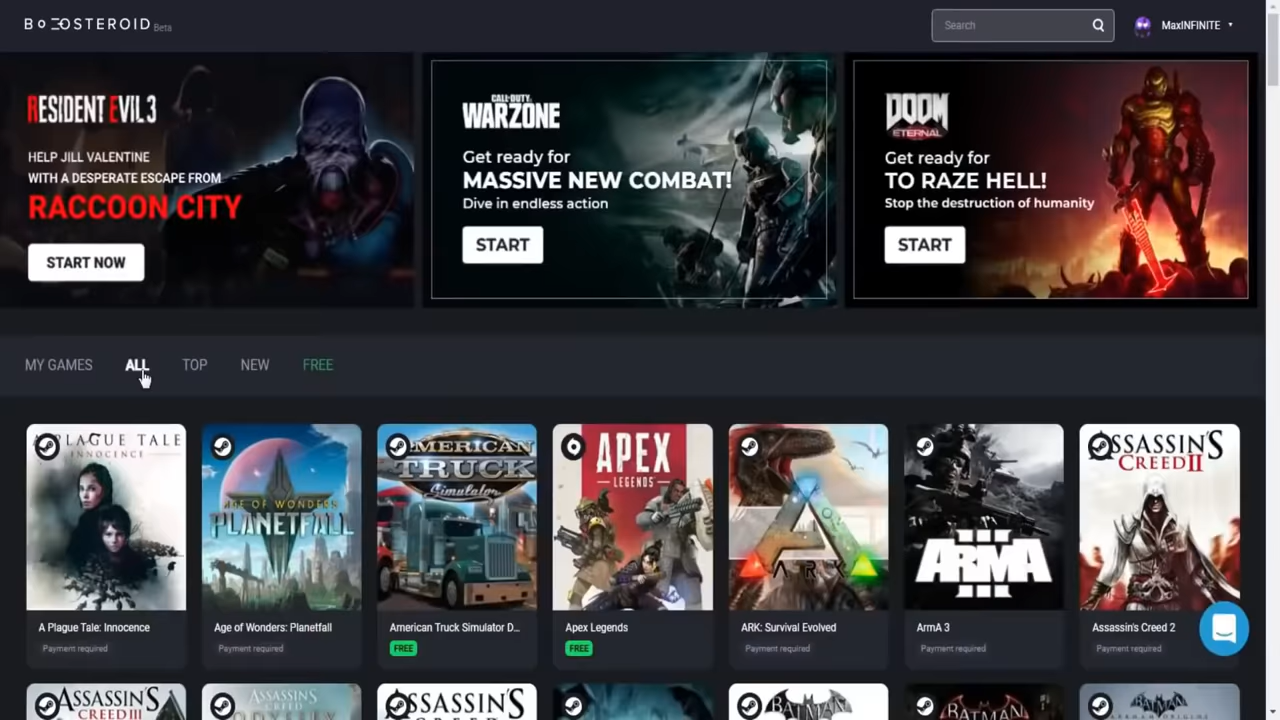 BOOSTEROID Beta
Search
MaxINFINITE
RESIDENT EVIL 3
HELP JILL VALENTINE
WITH A DESPERATE ESCAPE FROM
RACCOON CITY
START NOW
CALL OF DUTY
WARZONE
Get ready for
MASSIVE NEW COMBAT!
Dive in endless action
START
DOOM
ETERNAL
Get ready for
TO RAZE HELL!
Stop the destruction of humanity
START
MY GAMES ALL TOP NEW FREE
A PLAGUE TALE
INNOCENCE
AGE OF WONDERS
PLANETFALL
AMERICAN
TRUCK
Simulator
APEX
LEGENDS
ARK
ARMA
III
ASSASSIN'S
CREED II
A Plague Tale: Innocence
Payment required
Age of Wonders: Planetfall
Payment required
American Truck Simulator D...
FREE
Apex Legends
FREE
ARK: Survival Evolved
Payment required
ArmA 3
Payment required
Assassin's Creed 2
Payment required
ASSASSIN'S
CREED III
ASSASSIN'S
ODYSSEY
ASSASSIN'S
BATMAN
BATMAN
BATMAN